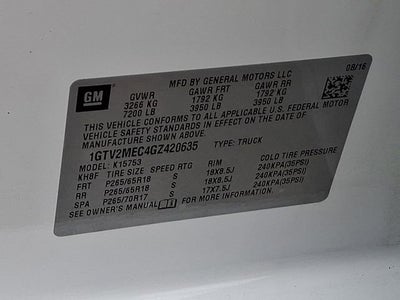 GM
MFD BY GENERAL MOTORS LLC 08/16
GVWR GAWR FRT GAWR RR
3266 KG 1792 KG 1792 KG
7200 LB 3950 LB 3950 LB
THIS VEHICLE CONFORMS TO ALL APPLICABLE U.S. FEDERAL MOTOR
VEHICLE SAFETY STANDARDS IN EFFECT ON THE DATE OF
MANUFACTURE SHOWN ABOVE.
1GTV2MEC4GZ420635 TYPE: TRUCK
MODEL: K15753
KH8F TIRE SIZE SPEED RTG RIM COLD TIRE PRESSURE
FRT P265/65R18 S 18X8.5J 240KPA(35PSI)
RR P265/65R18 S 18X8.5J 240KPA(35PSI)
SPA P265/70R17 S 17X7.5J 240KPA(35PSI)
SEE OWNER'S MANUAL FOR MORE INFORMATION.